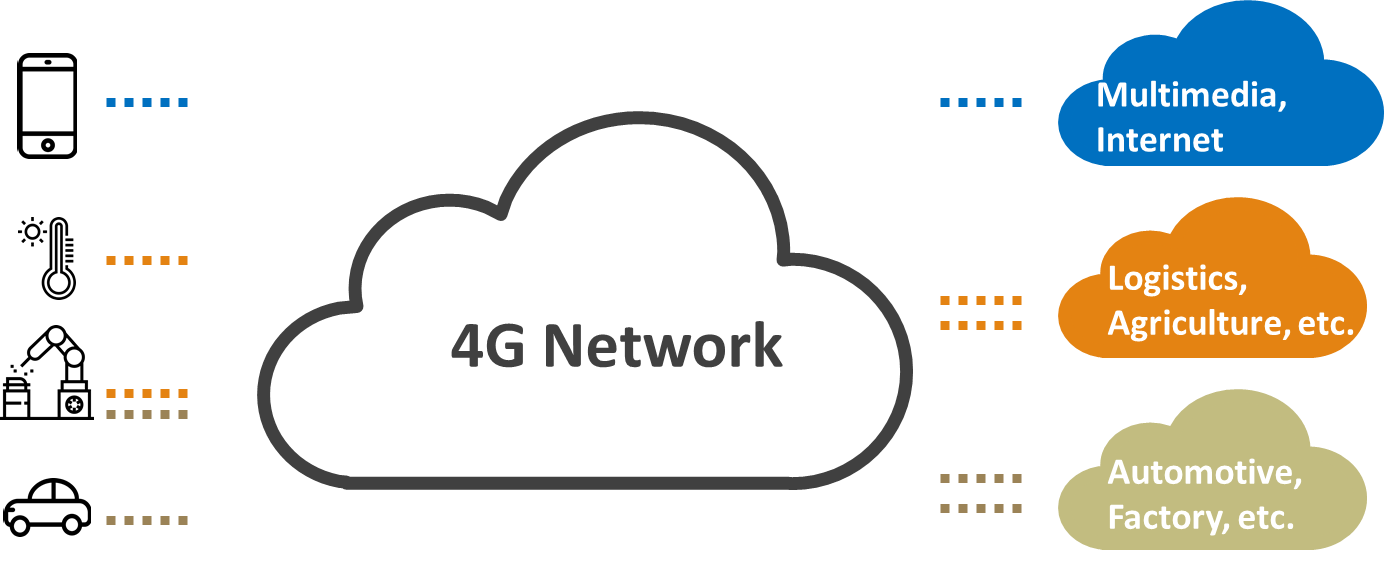 Multimedia,
Internet
Logistics,
Agriculture, etc.
4G Network
Automotive,
Factory, etc.